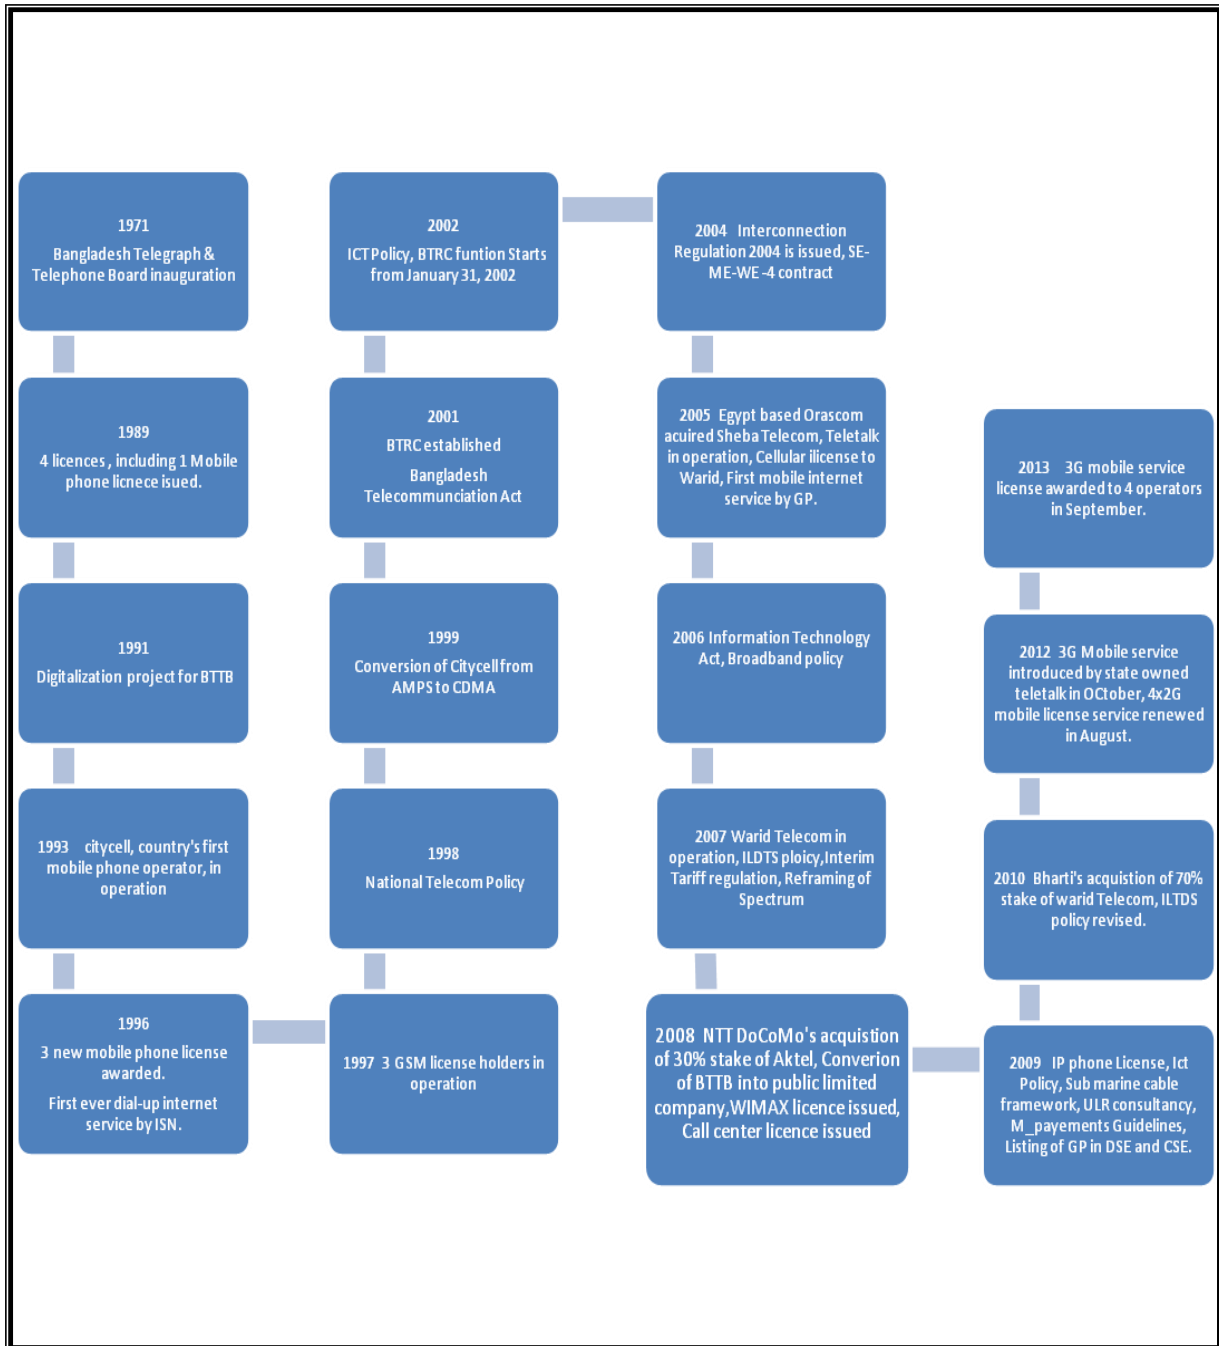 1971
Bangladesh Telegraph &
Telephone Board inauguration
1989
4 licences , including 1 Mobile
phone licnece isued.
1991
Digitalization project for BTTB
1993 citycell, country's first
mobile phone operator, in
operation
1996
3 new mobile phone license
awarded.
First ever dial-up internet
service by ISN.
1997 3 GSM license holders in
operation
1998
National Telecom Policy
1999
Conversion of Citycell from
AMPS to CDMA
2001
BTRC established
Bangladesh
Telecommunciation Act
2002
ICT Policy, BTRC funtion Starts
from January 31, 2002
2004 Interconnection
Regulation 2004 is issued, SE-
ME-WE -4 contract
2005 Egypt based Orascom
acuired Sheba Telecom, Teletalk
in operation, Cellular ilicense to
Warid, First mobile internet
service by GP.
2006 Information Technology
Act, Broadband policy
2007 Warid Telecom in
operation, ILDTS ploicy,Interim
Tariff regulation, Reframing of
Spectrum
2008 NTT DoCoMo's acquistion
of 30% stake of Aktel, Converion
of BTTB into public limited
company,WIMAX licence issued,
Call center licence issued
2009 IP phone License, Ict
Policy, Sub marine cable
framework, ULR consultancy,
M_payements Guidelines,
Listing of GP in DSE and CSE.
2010 Bharti's acquistion of 70%
stake of warid Telecom, ILTDS
policy revised.
2012 3G Mobile service
introduced by state owned
teletalk in OCtober, 4x2G
mobile license service renewed
in August.
2013 3G mobile service
license awarded to 4 operators
in September.